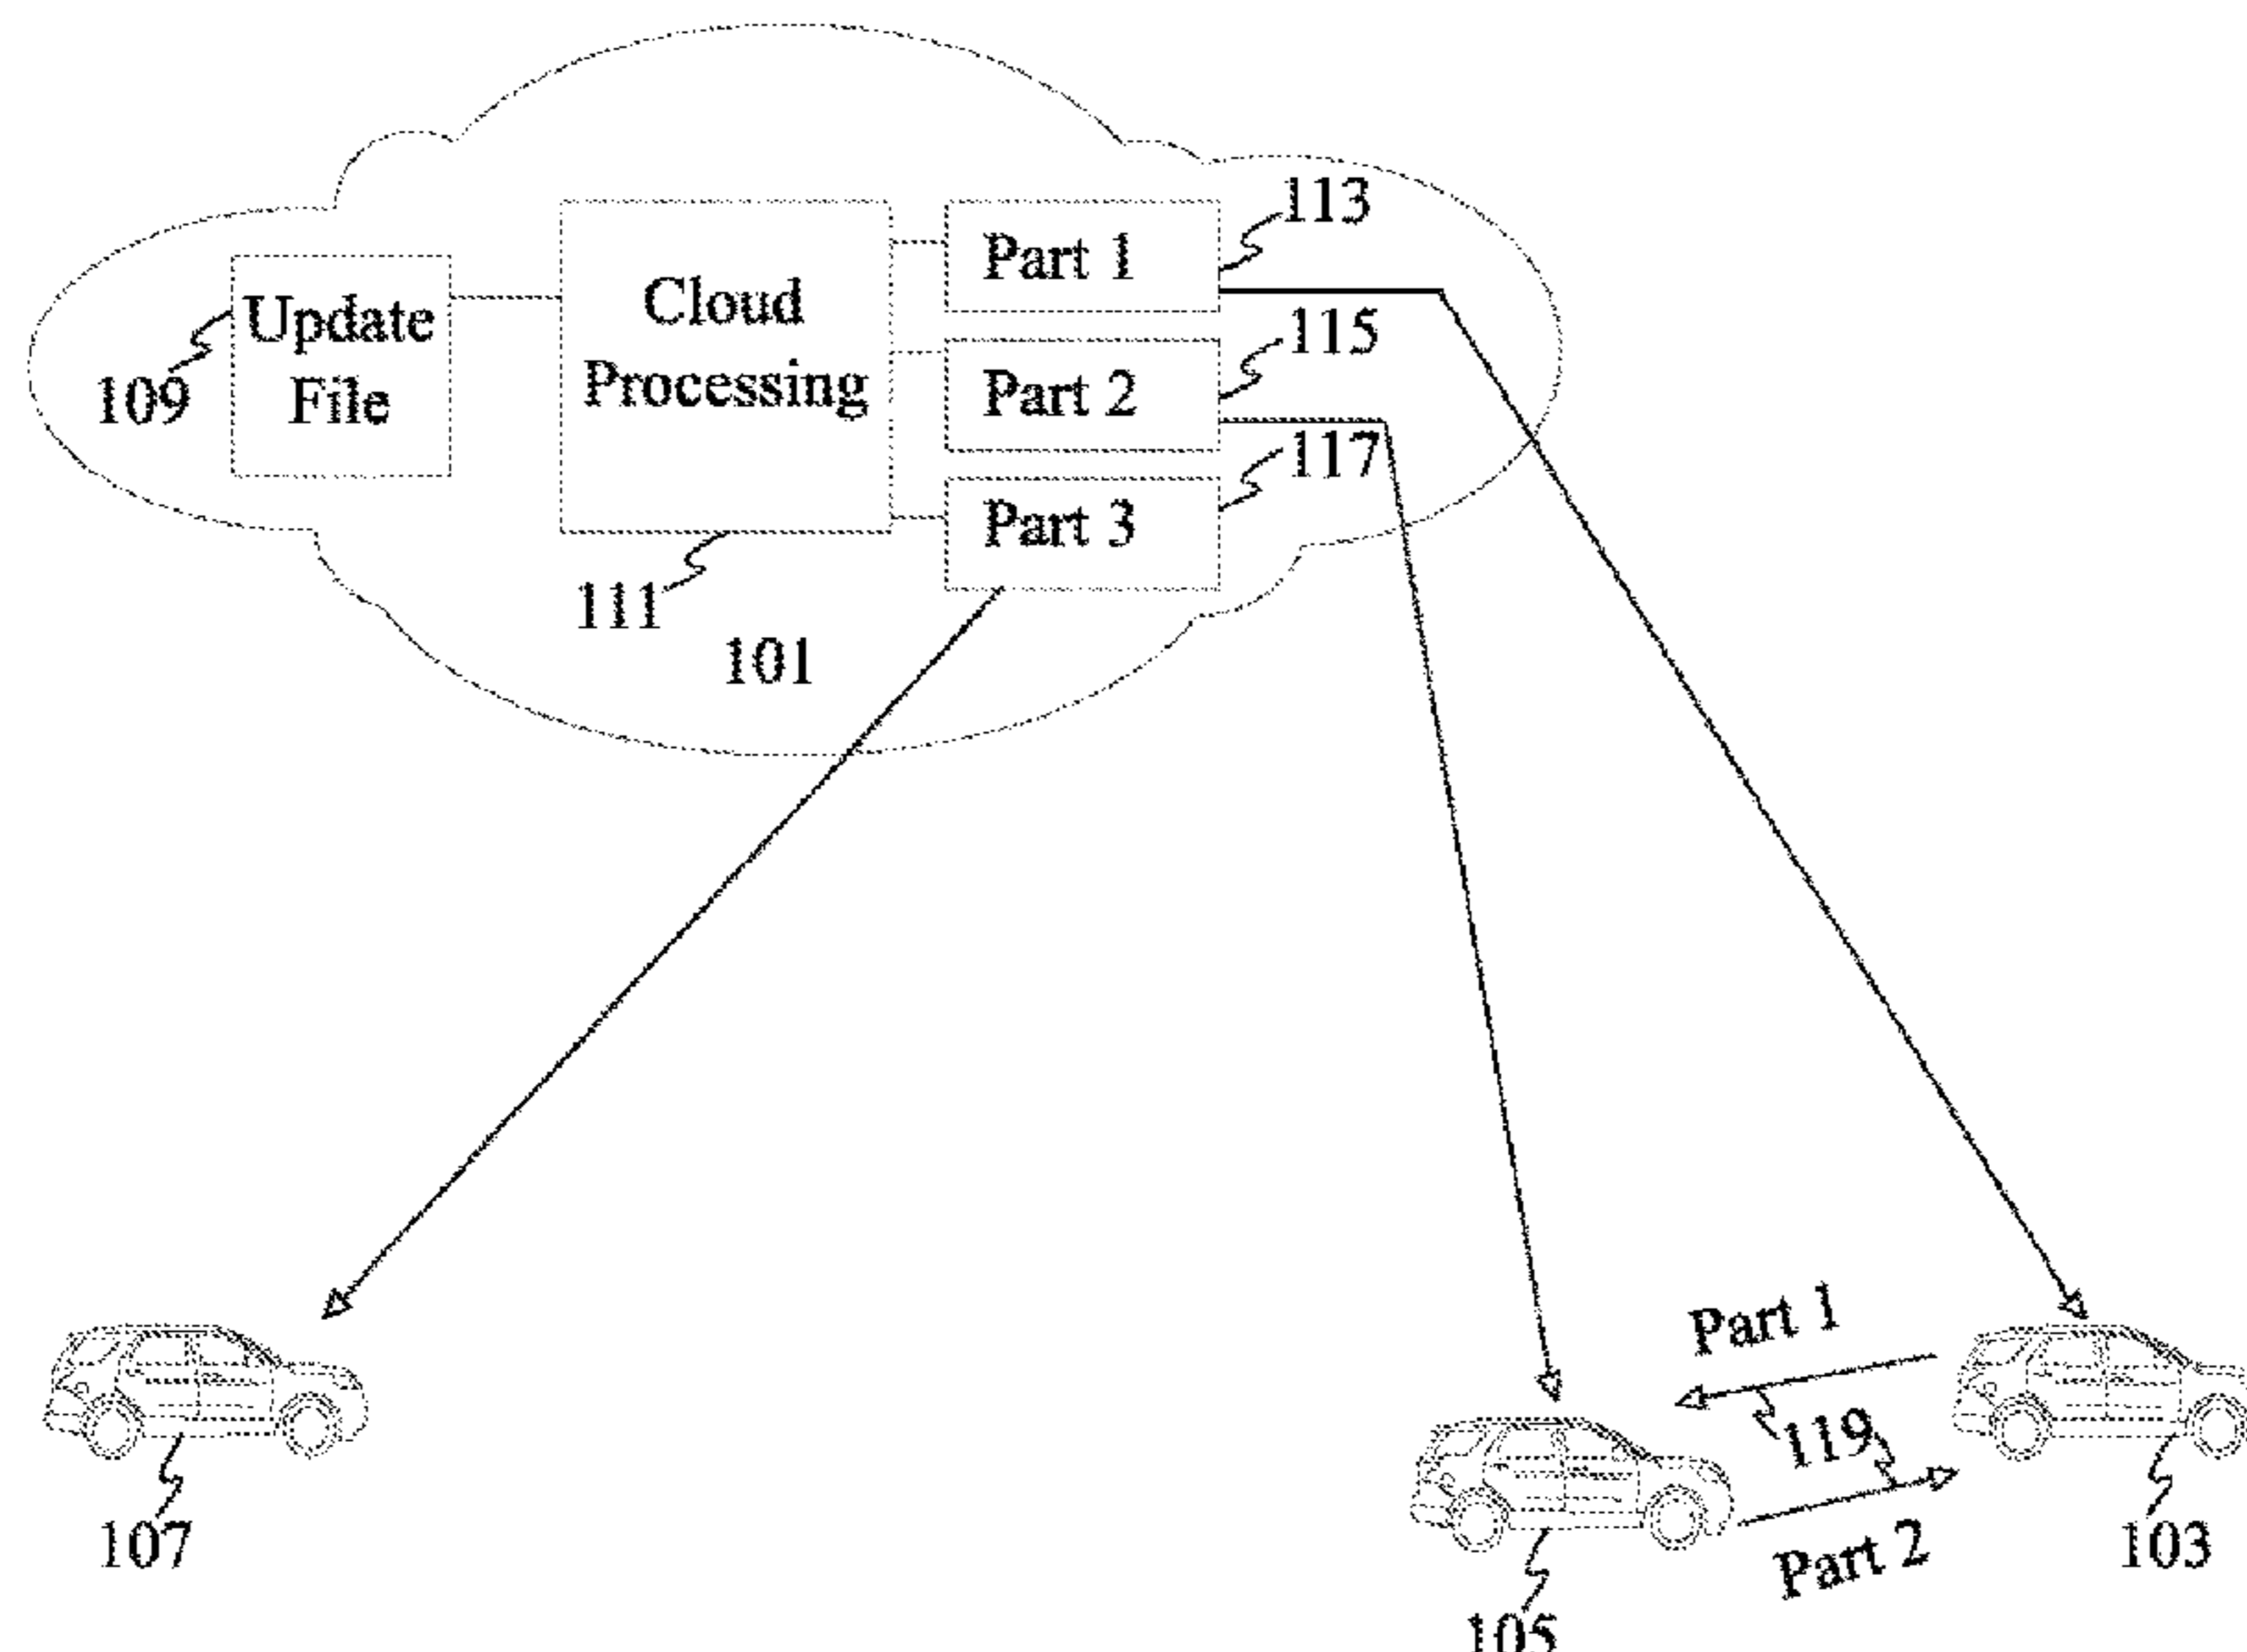 113
Part 1
Cloud
Processing
Update
File
109
115
Part 2
117
Part 3
111
101
Part 1
119
Part 2
107
105
103